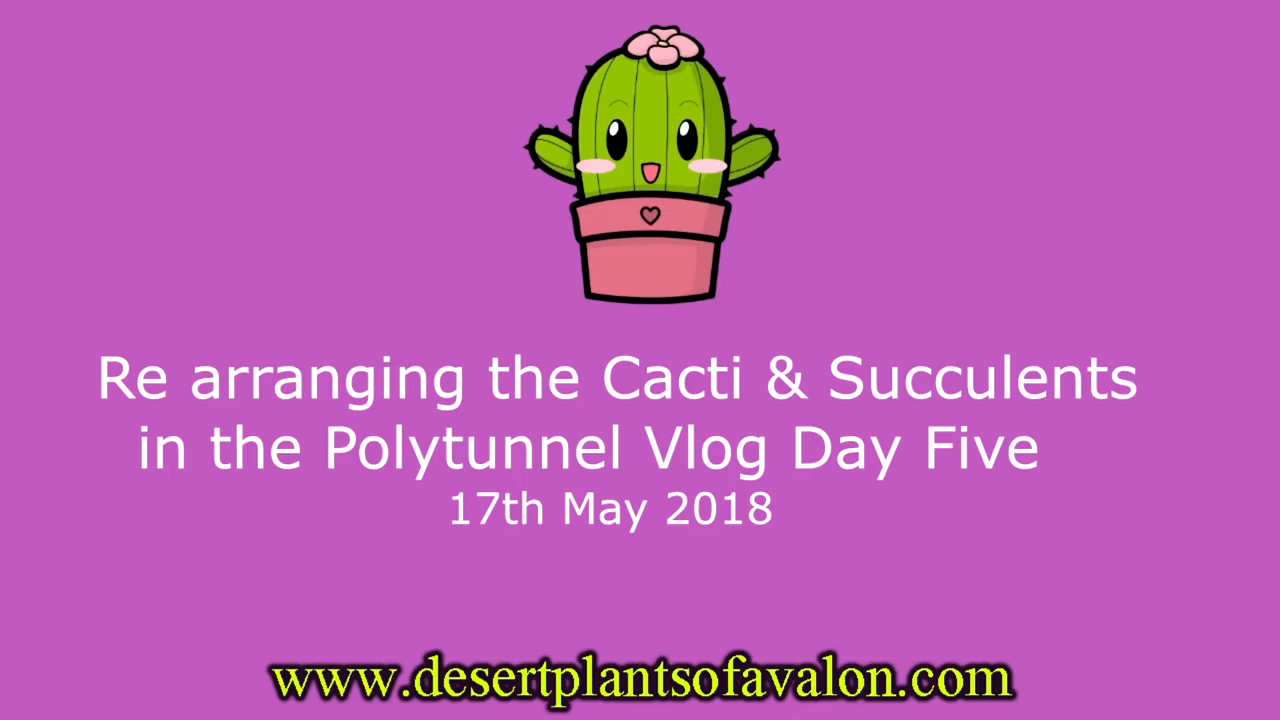 Re arranging the Cacti & Succulents
in the Polytunnel Vlog Day Five
17th May 2018
www.desertplantsofavalon.com